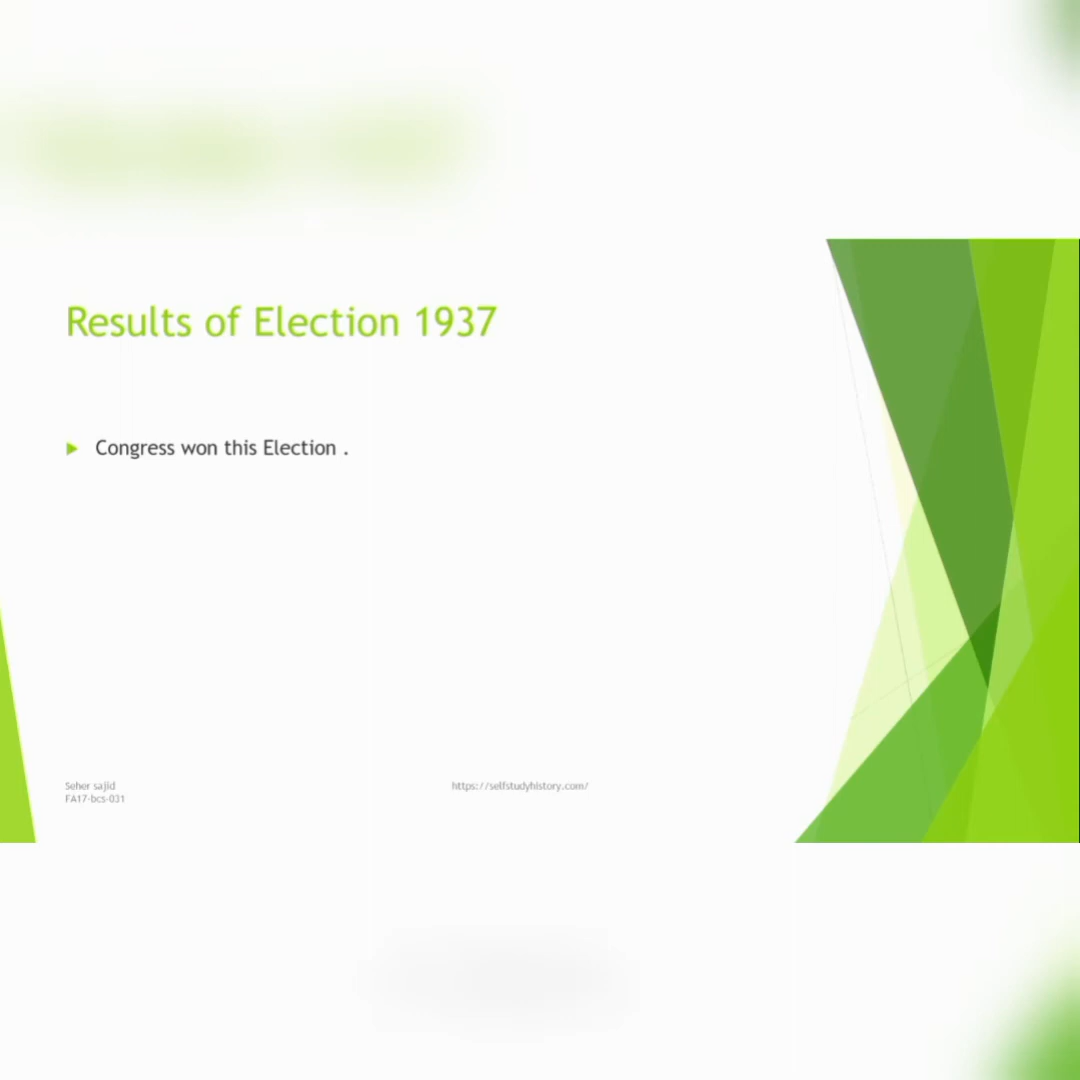 Results of Election 1937
Congress won this Election .
Seher sajid
FA17-bcs-031
https://selfstudyhistory.com/